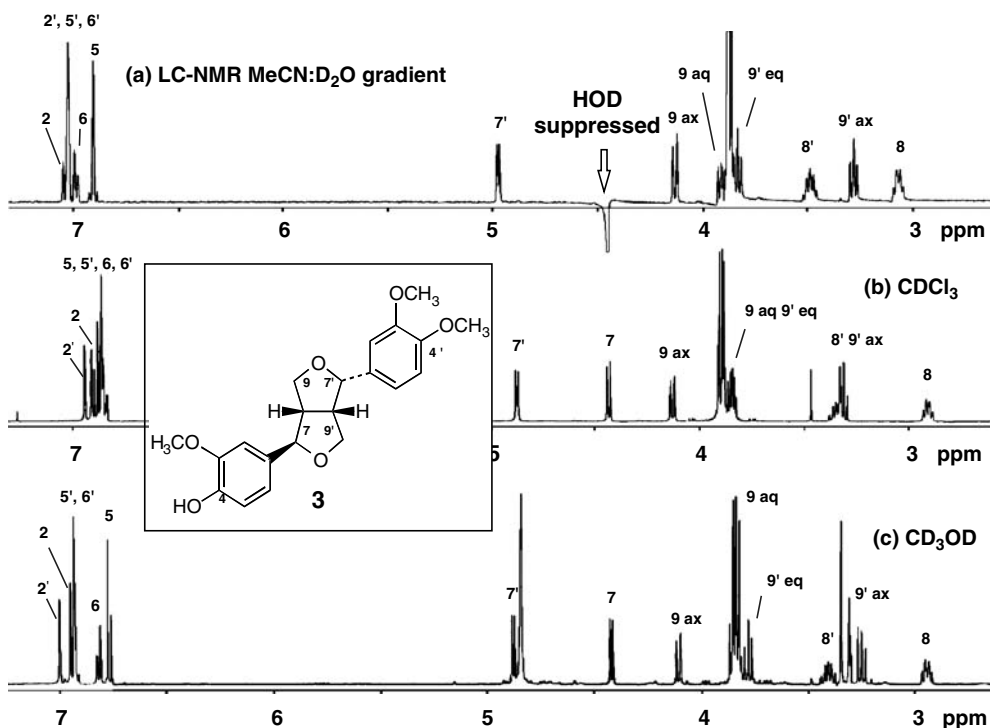 2', 5', 6'
5
(a) LC-NMR MeCN:D₂O gradient
2
6
7'
HOD
suppressed
9 ax
9 aq
9' eq
8'
9' ax
8
7
6
5
4
3
ppm
5, 5', 6, 6'
2
2'
7'
7
9 ax
9 aq 9' eq
(b) CDCl₃
8' 9' ax
8
7
5
4
3
ppm
OCH₃
OCH₃
4'
O
7'
9
H
H
7
9'
O
H₃CO
HO
4
3
5', 6'
5
2
2'
6
7'
7
9 ax
9 aq
9' eq
(c) CD₃OD
8'
9' ax
8
7
6
5
4
3
ppm